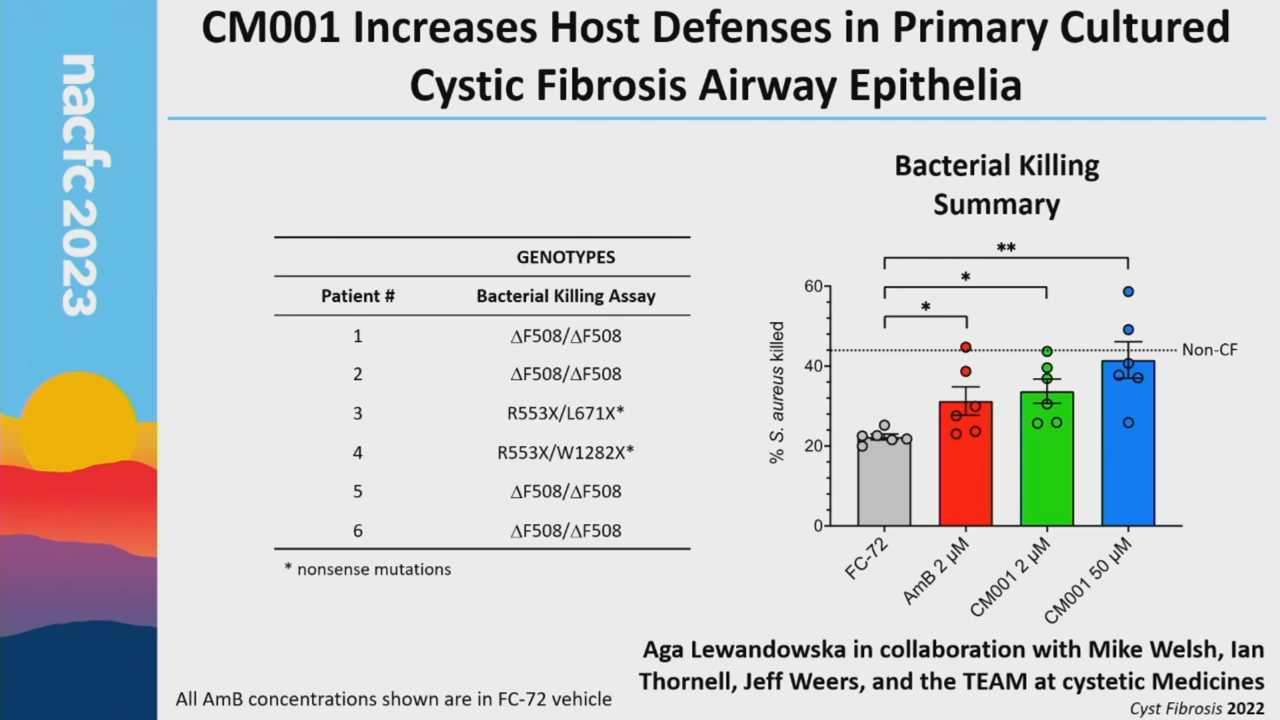 CM001 Increases Host Defenses in Primary Cultured
Cystic Fibrosis Airway Epithelia
nacfc 2023
GENOTYPES
Patient # Bacterial Killing Assay
1 ΔF508/ΔF508
2 ΔF508/ΔF508
3 R553X/L671X*
4 R553X/W1282X*
5 ΔF508/ΔF508
6 ΔF508/ΔF508
* nonsense mutations
Bacterial Killing
Summary
**
*
*
% S. aureus killed
60
40
20
0
Non-CF
FC-72
AmB 2 µM
CM001 2 µM
CM001 50 µM
Aga Lewandowska in collaboration with Mike Welsh, Ian
Thornell, Jeff Weers, and the TEAM at cystetic Medicines
Cyst Fibrosis 2022
All AmB concentrations shown are in FC-72 vehicle